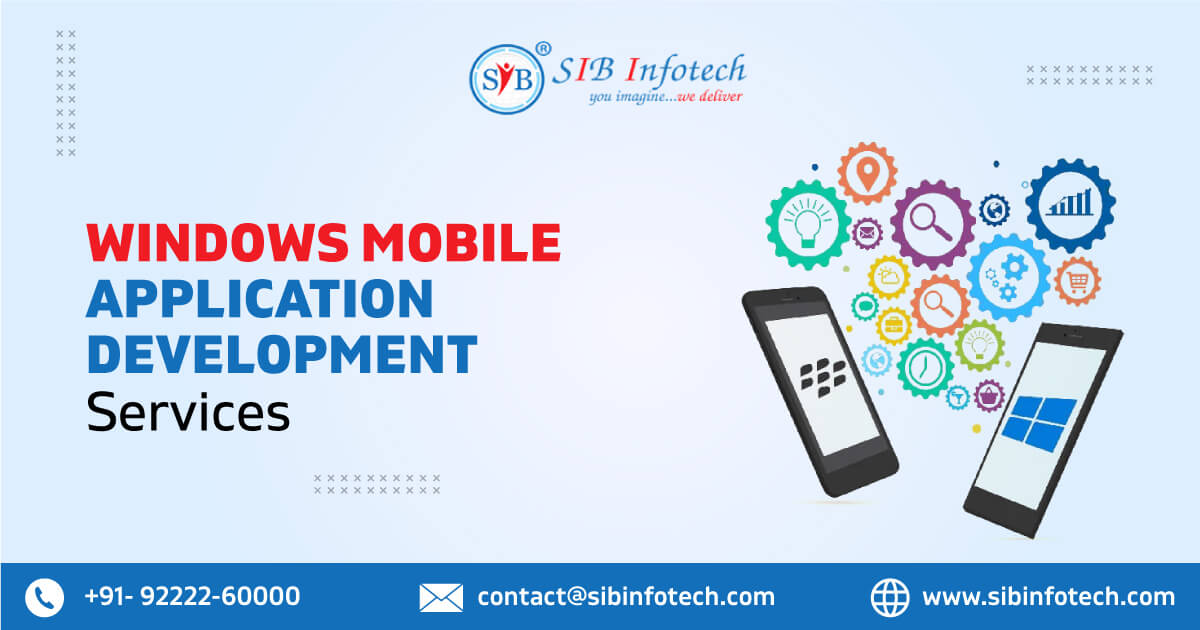 SYB ®
SIB Infotech
you imagine...we deliver
WINDOWS MOBILE
APPLICATION
DEVELOPMENT
Services
+91- 92222-60000
contact@sibinfotech.com
www.sibinfotech.com